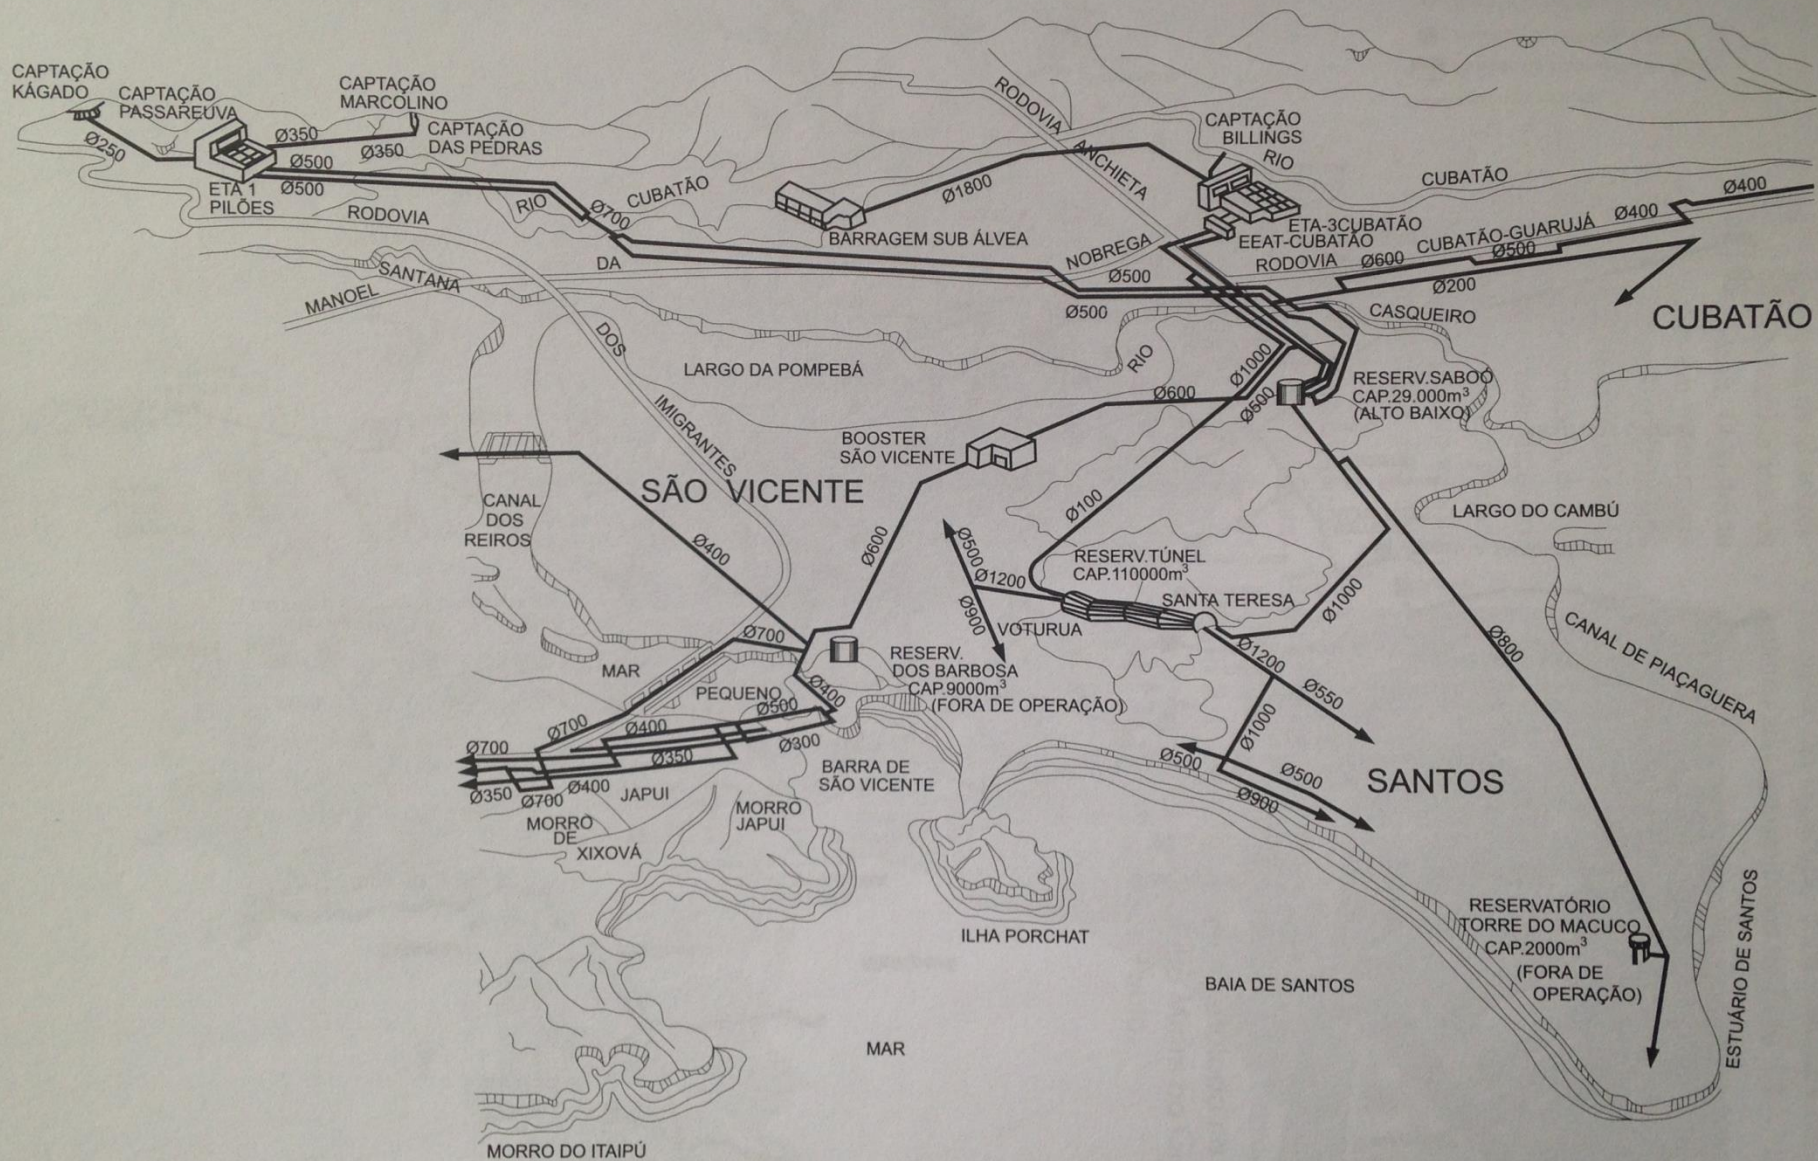 CAPTAÇÃO
KÁGADO
CAPTAÇÃO
PASSAREUVA
CAPTAÇÃO
MARCOLINO
CAPTAÇÃO
DAS PEDRAS
Ø250
Ø350
Ø350
Ø500
Ø500
ETA 1
PILÕES
RODOVIA
RIO
CUBATÃO
Ø700
Ø1800
BARRAGEM SUB ÁLVEA
RODOVIA
ANCHIETA
CAPTAÇÃO
BILLINGS
RIO
CUBATÃO
ETA-3CUBATÃO
EEAT-CUBATÃO
CUBATÃO-GUARUJÁ
Ø400
Ø400
RODOVIA
Ø600
Ø500
Ø200
CUBATÃO
MANOEL
DA
NOBREGA
SANTANA
Ø500
Ø500
CASQUEIRO
DOS
IMIGRANTES
LARGO DA POMPEBÁ
RIO
Ø1000
Ø600
Ø500
RESERV.SABOÓ
CAP.29.000m³
(ALTO BAIXO)
BOOSTER
SÃO VICENTE
SÃO VICENTE
CANAL
DOS
REIROS
Ø400
Ø600
Ø100
LARGO DO CAMBÚ
Ø500
Ø1200
Ø900
RESERV.TÚNEL
CAP.110000m³
SANTA TERESA
VOTURUA
Ø1000
Ø800
CANAL DE PIAÇAGUERA
Ø1200
Ø550
Ø1000
Ø700
RESERV.
DOS BARBOSA
CAP.9000m³
(FORA DE OPERAÇÃO)
MAR
PEQUENO
Ø400
Ø500
Ø700
Ø400
Ø700
Ø350
Ø300
Ø350
Ø700
Ø400
JAPUI
BARRA DE
SÃO VICENTE
Ø500
Ø500
Ø900
SANTOS
MORRO
JAPUI
MORRO
DE
XIXOVÁ
ILHA PORCHAT
RESERVATÓRIO
TORRE DO MACUCO
CAP.2000m³
(FORA DE
OPERAÇÃO)
ESTUÁRIO DE SANTOS
BAIA DE SANTOS
MAR
MORRO DO ITAIPÚ